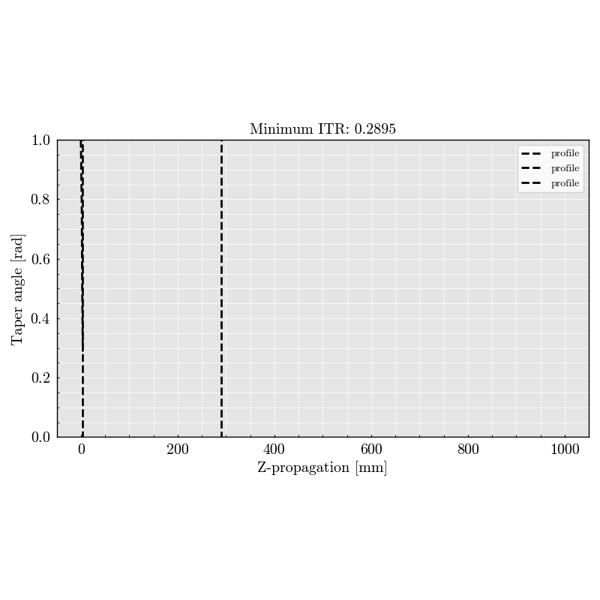 Minimum ITR: 0.2895
1.0
0.8
0.6
0.4
0.2
0.0
Taper angle [rad]
profile
profile
profile
0 200 400 600 800 1000
Z-propagation [mm]